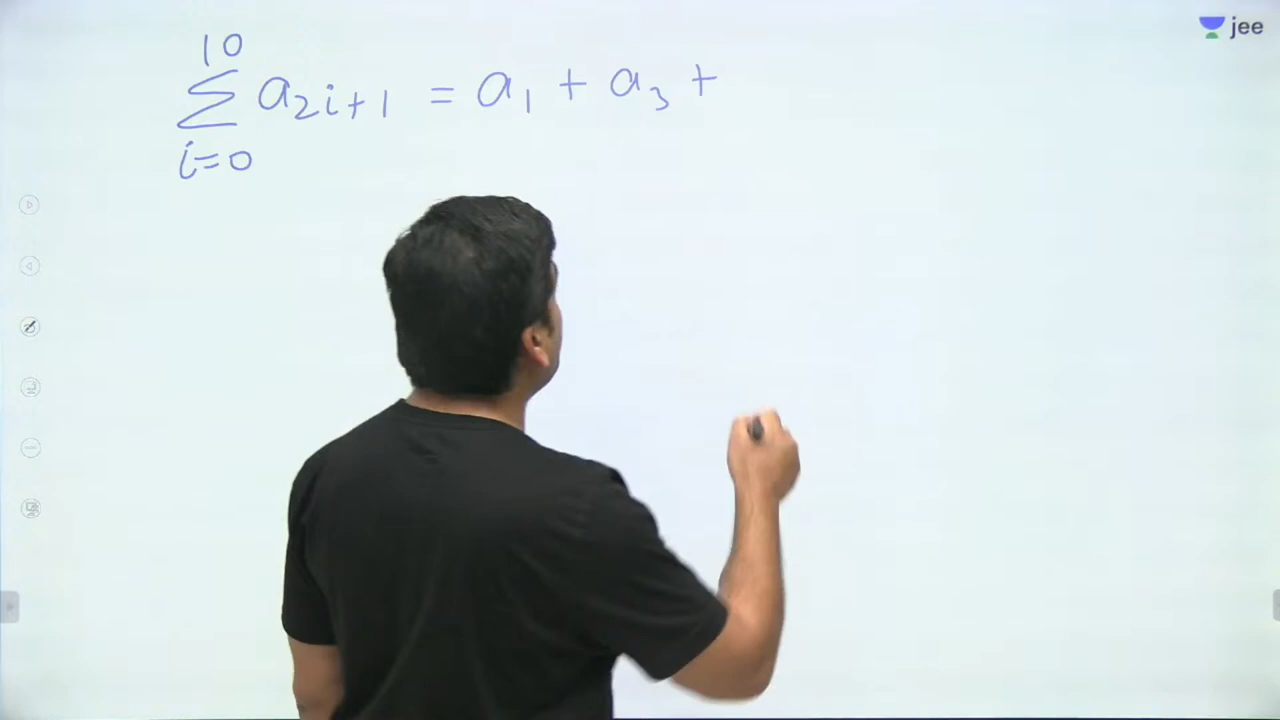 jee
10
∑ a₂ᵢ₊₁ = a₁ + a₃ +
i=0